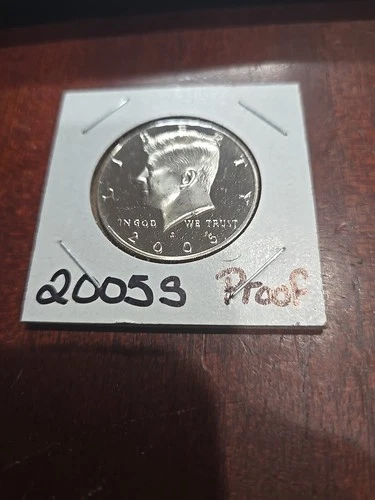 LIBERTY
IN GOD WE TRUST
S
2005
2005S Proof